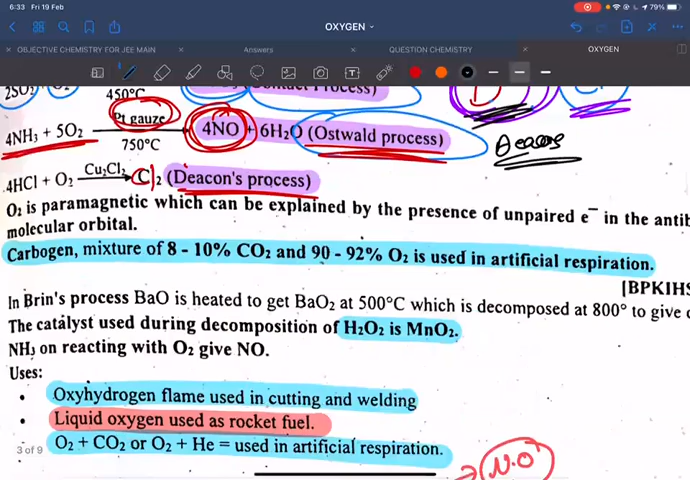 6:33 Fri 19 Feb
79%
OXYGEN
OBJECTIVE CHEMISTRY FOR JEE MAIN
Answers
QUESTION CHEMISTRY
OXYGEN
2SO₂ + O₂
450°C
Process)
Pt gauze
4NH₃ + 5O₂ → 4NO + 6H₂O (Ostwald process)
750°C
Deacon
4HCl + O₂ Cu₂Cl₂ → Cl₂ (Deacon's process)
O₂ is paramagnetic which can be explained by the presence of unpaired e⁻ in the antib
molecular orbital.
Carbogen, mixture of 8 - 10% CO₂ and 90 - 92% O₂ is used in artificial respiration.
[BPKIHS
In Brin's process BaO is heated to get BaO₂ at 500°C which is decomposed at 800° to give
The catalyst used during decomposition of H₂O₂ is MnO₂.
NH₃ on reacting with O₂ give NO.
Uses:
• Oxyhydrogen flame used in cutting and welding
• Liquid oxygen used as rocket fuel.
• O₂ + CO₂ or O₂ + He = used in artificial respiration.
3 of 9